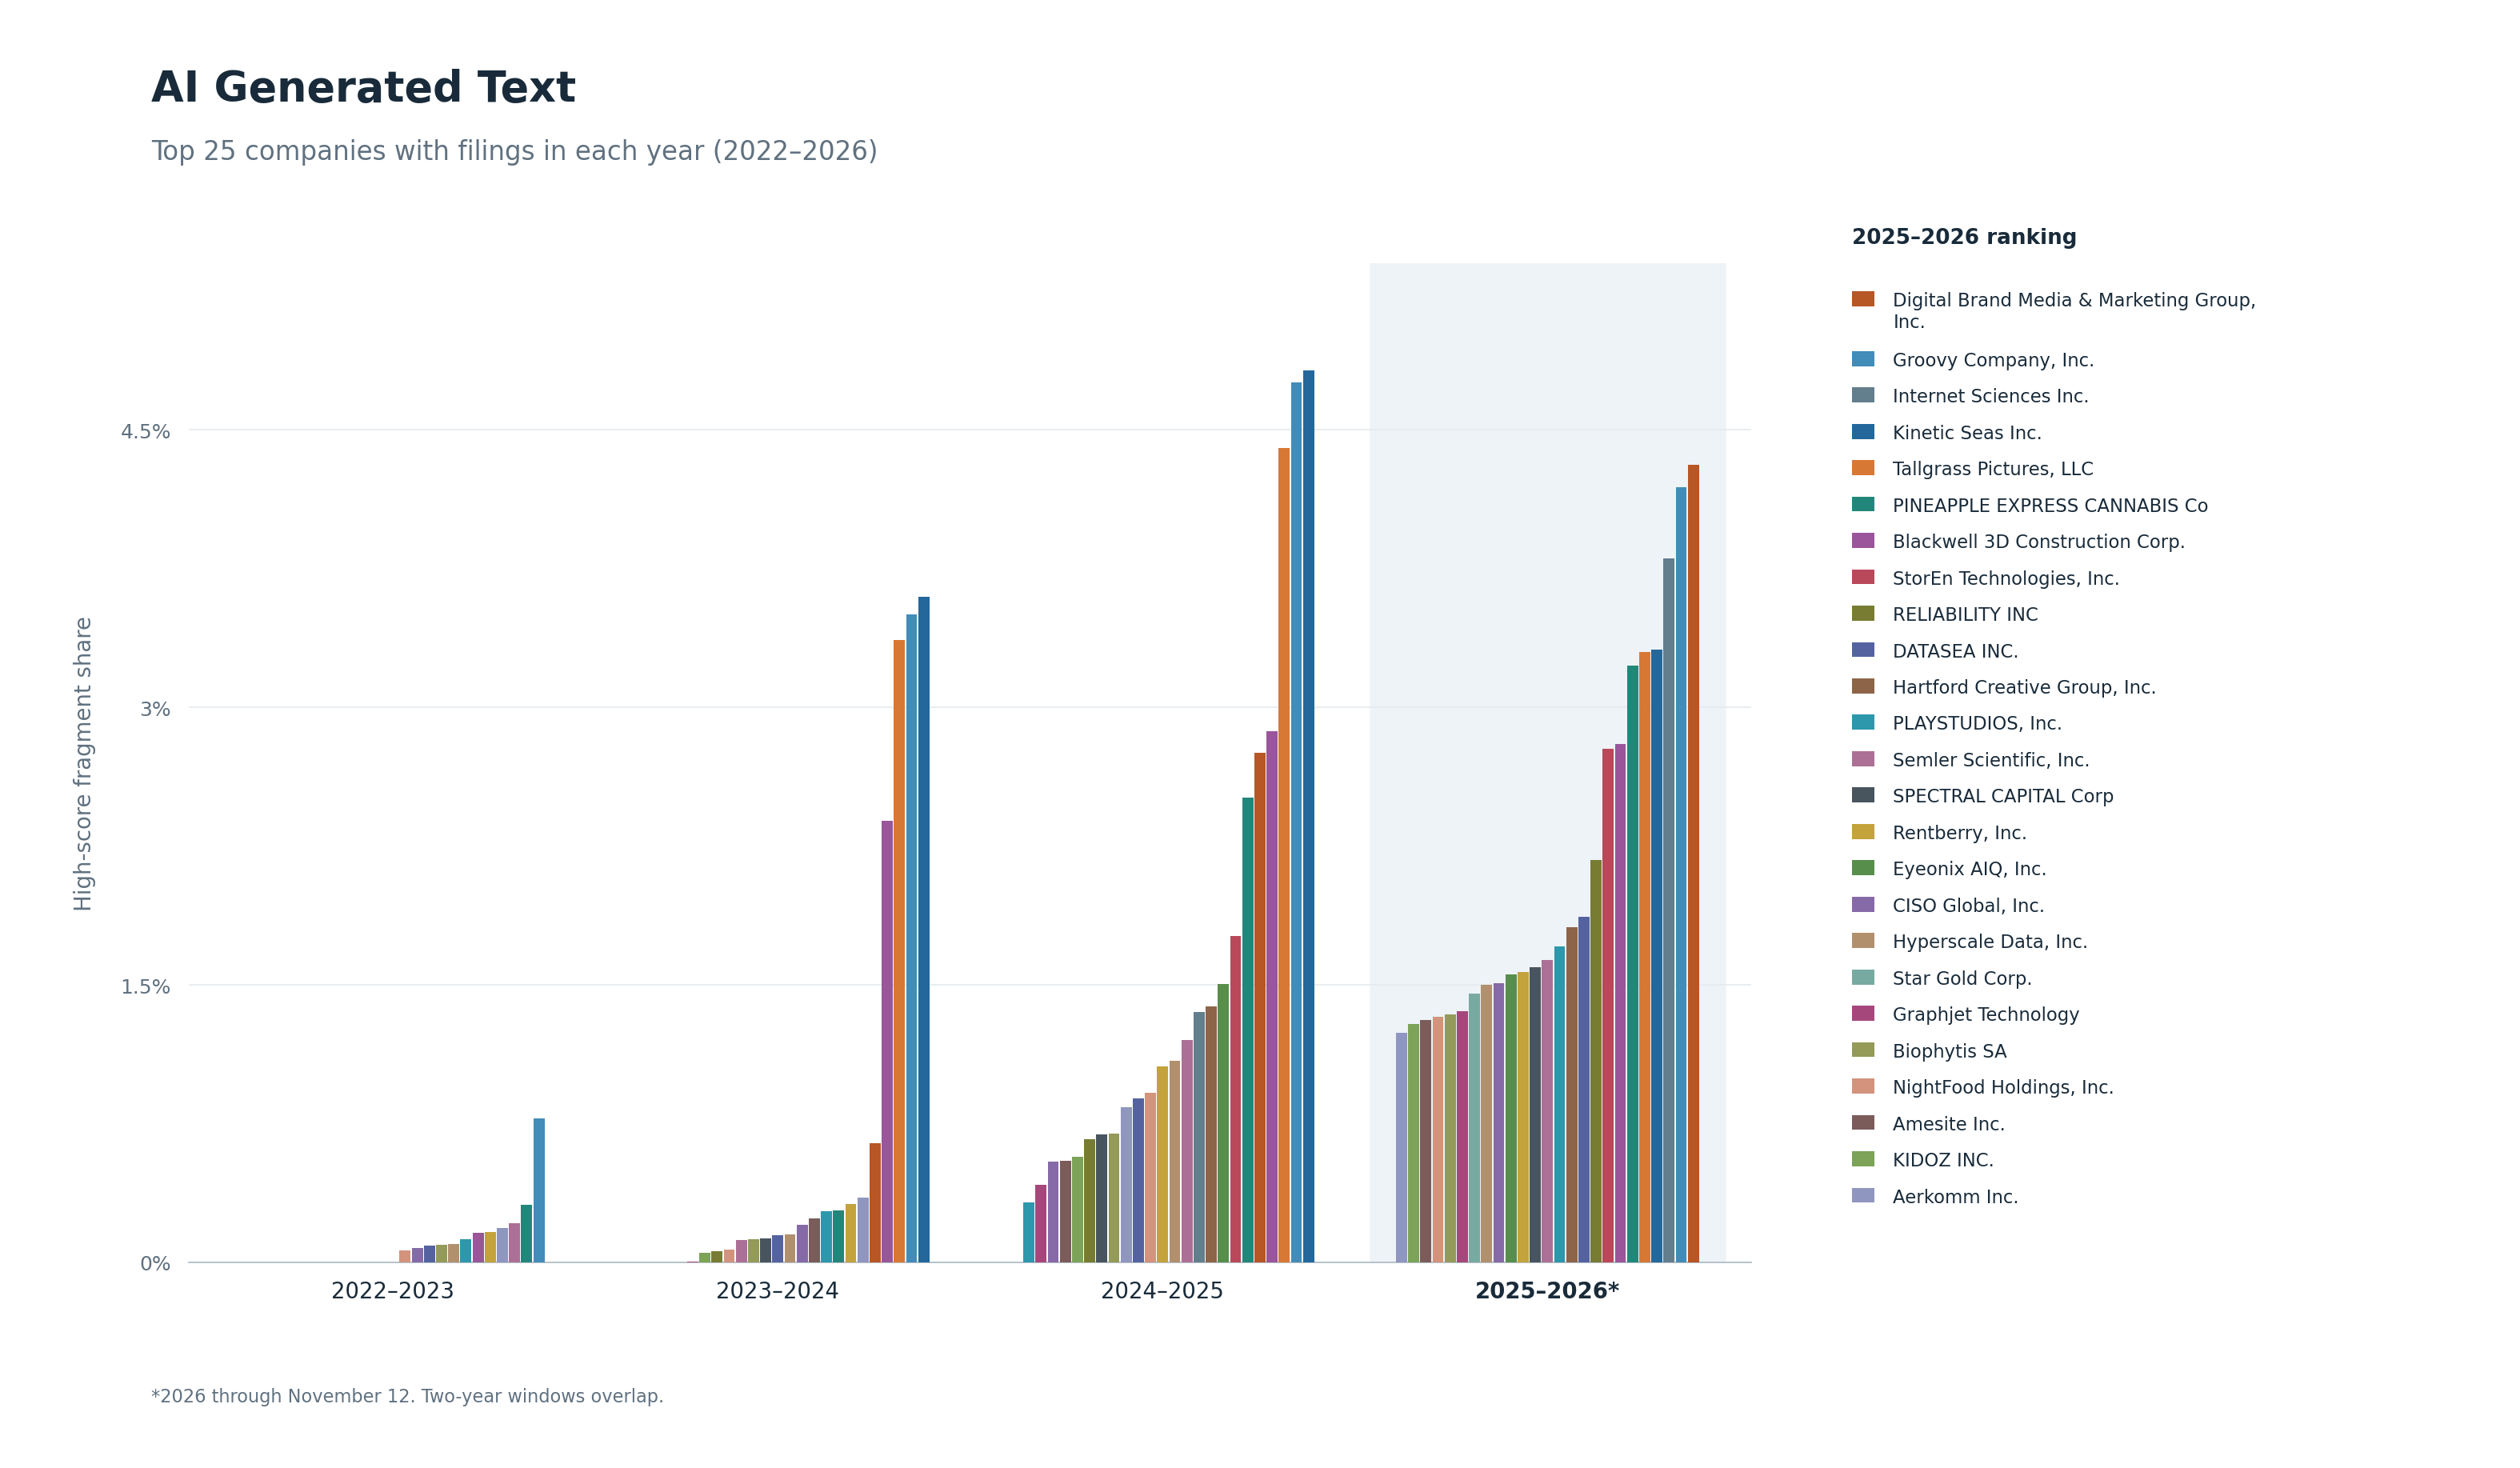 AI Generated Text
Top 25 companies with filings in each year (2022–2026)
2025–2026 ranking
Digital Brand Media & Marketing Group,
Inc.
Groovy Company, Inc.
Internet Sciences Inc.
Kinetic Seas Inc.
Tallgrass Pictures, LLC
PINEAPPLE EXPRESS CANNABIS Co
Blackwell 3D Construction Corp.
StorEn Technologies, Inc.
RELIABILITY INC
DATASEA INC.
Hartford Creative Group, Inc.
PLAYSTUDIOS, Inc.
Semler Scientific, Inc.
SPECTRAL CAPITAL Corp
Rentberry, Inc.
Eyeonix AIQ, Inc.
CISO Global, Inc.
Hyperscale Data, Inc.
Star Gold Corp.
Graphjet Technology
Biophytis SA
NightFood Holdings, Inc.
Amesite Inc.
KIDOZ INC.
Aerkomm Inc.
High-score fragment share
4.5%
3%
1.5%
0%
2022–2023
2023–2024
2024–2025
2025–2026*
*2026 through November 12. Two-year windows overlap.